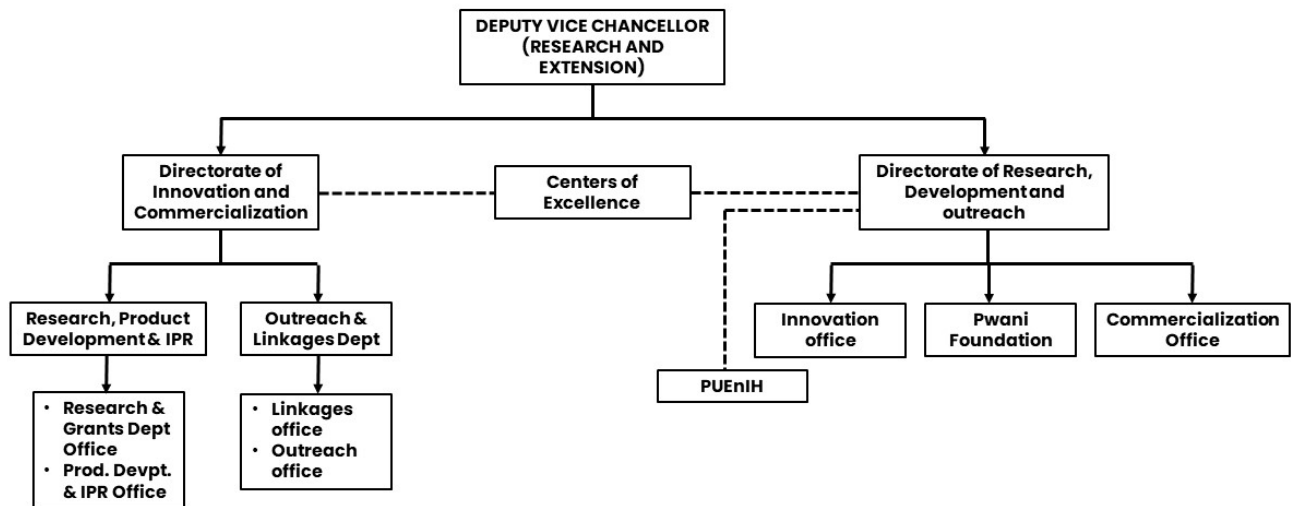 DEPUTY VICE CHANCELLOR
(RESEARCH AND
EXTENSION)
Directorate of
Innovation and
Commercialization
Centers of
Excellence
Directorate of Research,
Development and
outreach
Research, Product
Development & IPR
Outreach &
Linkages Dept
Innovation
office
Pwani
Foundation
Commercialization
Office
PUEnIH
• Research &
Grants Dept
Office
• Prod. Devpt.
& IPR Office
• Linkages
office
• Outreach
office